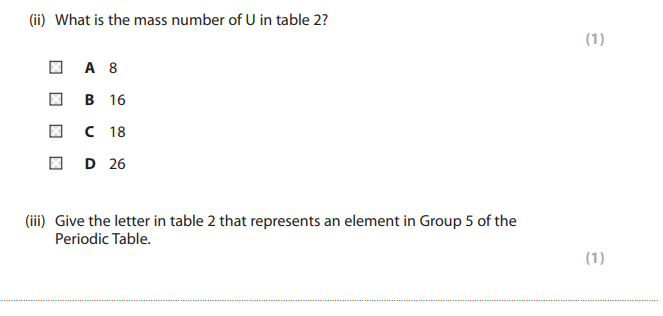 (ii) What is the mass number of U in table 2?
(1)
A 8
B 16
C 18
D 26
(iii) Give the letter in table 2 that represents an element in Group 5 of the
Periodic Table.
(1)